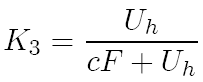 K_3 = \frac{U_h}{cF + U_h}